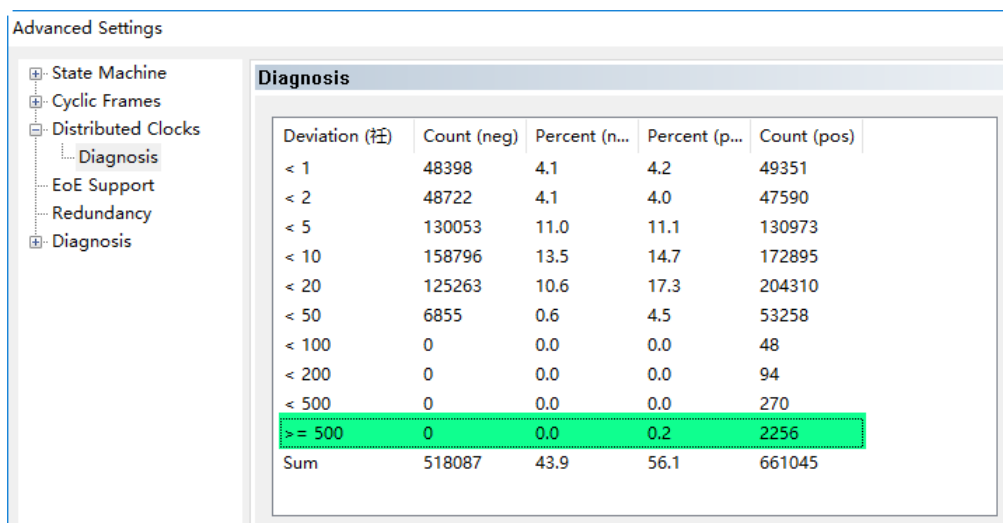 Advanced Settings
State Machine
Cyclic Frames
Distributed Clocks
Diagnosis
EoE Support
Redundancy
Diagnosis
Diagnosis
Deviation (衽) Count (neg) Percent (n... Percent (p... Count (pos)
< 1 48398 4.1 4.2 49351
< 2 48722 4.1 4.0 47590
< 5 130053 11.0 11.1 130973
< 10 158796 13.5 14.7 172895
< 20 125263 10.6 17.3 204310
< 50 6855 0.6 4.5 53258
< 100 0 0.0 0.0 48
< 200 0 0.0 0.0 94
< 500 0 0.0 0.0 270
>= 500 0 0.0 0.2 2256
Sum 518087 43.9 56.1 661045